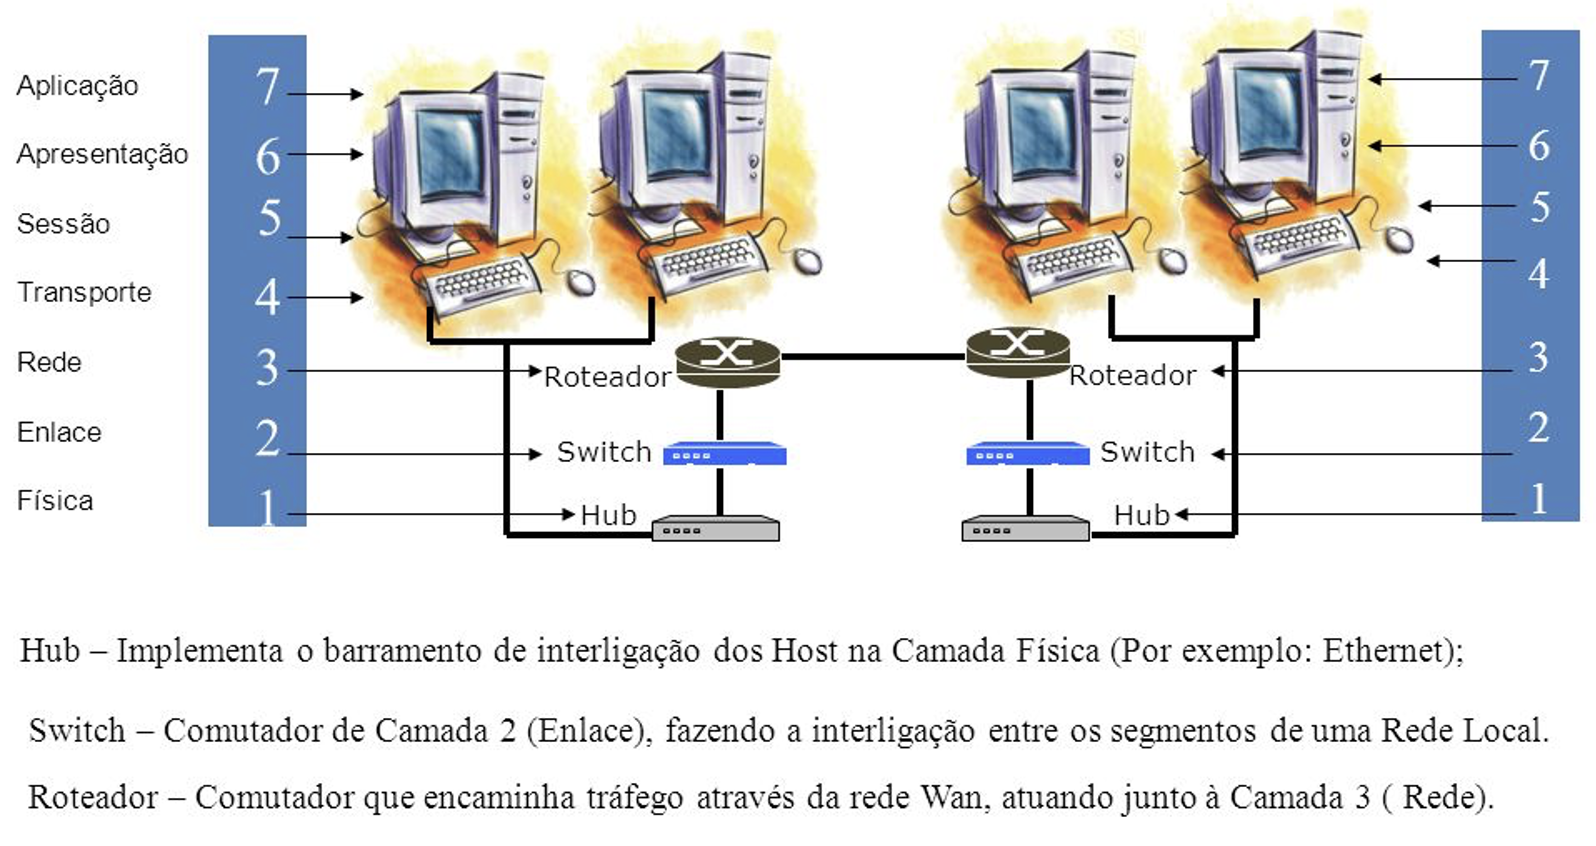 Aplicação 7 7
Apresentação 6 6
Sessão 5 5
Transporte 4 4
Rede 3 Roteador Roteador 3
Enlace 2 Switch Switch 2
Física 1 Hub Hub 1
Hub – Implementa o barramento de interligação dos Host na Camada Física (Por exemplo: Ethernet);
Switch – Comutador de Camada 2 (Enlace), fazendo a interligação entre os segmentos de uma Rede Local.
Roteador – Comutador que encaminha tráfego através da rede Wan, atuando junto à Camada 3 ( Rede).